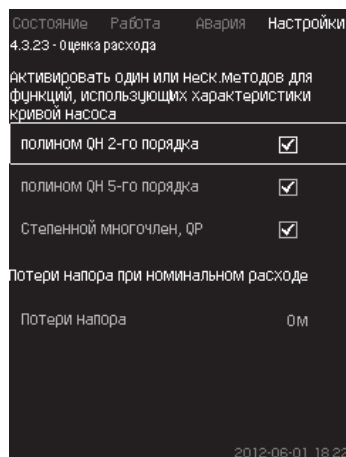 Состояние Работа Авария Настройки
4.3.23 - Оценка расхода
Активировать один или неск.методов для
функций, использующих характеристики
кривой насоса
полином QH 2-го порядка
полином QH 5-го порядка
Степенной многочлен, QP
Потери напора при номинальном расходе
Потери напора 0м
2012-06-01 18:22